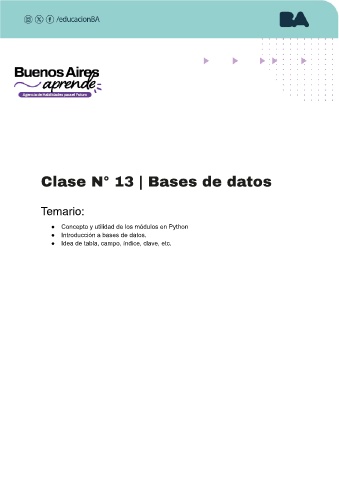 /educacionBA
BA
Buenos Aires
aprende
Agencia de Habilidades para el Futuro
Clase N° 13 | Bases de datos
Temario:
● Concepto y utilidad de los módulos en Python
● Introducción a bases de datos.
● Idea de tabla, campo, índice, clave, etc.